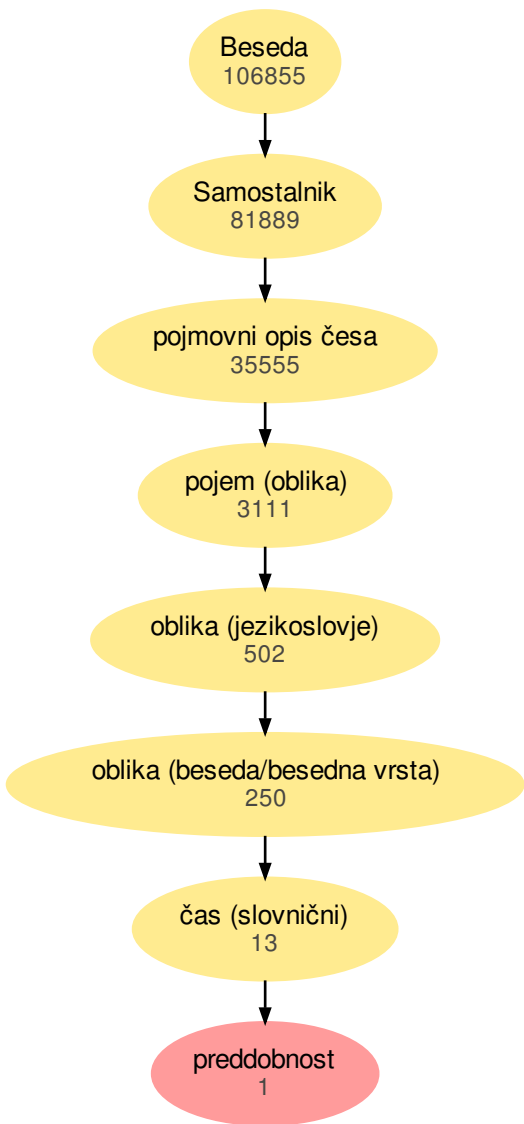 Beseda
106855
Samostalnik
81889
pojmovni opis česa
35555
pojem (oblika)
3111
oblika (jezikoslovje)
502
oblika (beseda/besedna vrsta)
250
čas (slovnični)
13
preddobnost
1